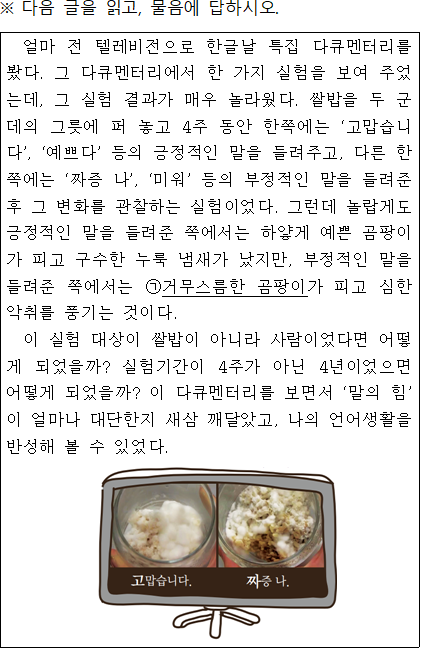 ※ 다음 글을 읽고, 물음에 답하시오.
얼마 전 텔레비전으로 한글날 특집 다큐멘터리를
봤다. 그 다큐멘터리에서 한 가지 실험을 보여 주었
는데, 그 실험 결과가 매우 놀라웠다. 쌀밥을 두 군
데의 그릇에 퍼 놓고 4주 동안 한쪽에는 ‘고맙습니
다’, ‘예쁘다’ 등의 긍정적인 말을 들려주고, 다른 한
쪽에는 ‘짜증 나’, ‘미워’ 등의 부정적인 말을 들려준
후 그 변화를 관찰하는 실험이었다. 그런데 놀랍게도
긍정적인 말을 들려준 쪽에서는 하얗게 예쁜 곰팡이
가 피고 구수한 누룩 냄새가 났지만, 부정적인 말을
들려준 쪽에서는 ㉠거무스름한 곰팡이가 피고 심한
악취를 풍기는 것이다.
이 실험 대상이 쌀밥이 아니라 사람이었다면 어떻
게 되었을까? 실험기간이 4주가 아닌 4년이었으면
어떻게 되었을까? 이 다큐멘터리를 보면서 ‘말의 힘’
이 얼마나 대단한지 새삼 깨달았고, 나의 언어생활을
반성해 볼 수 있었다.
고맙습니다. 짜증 나.